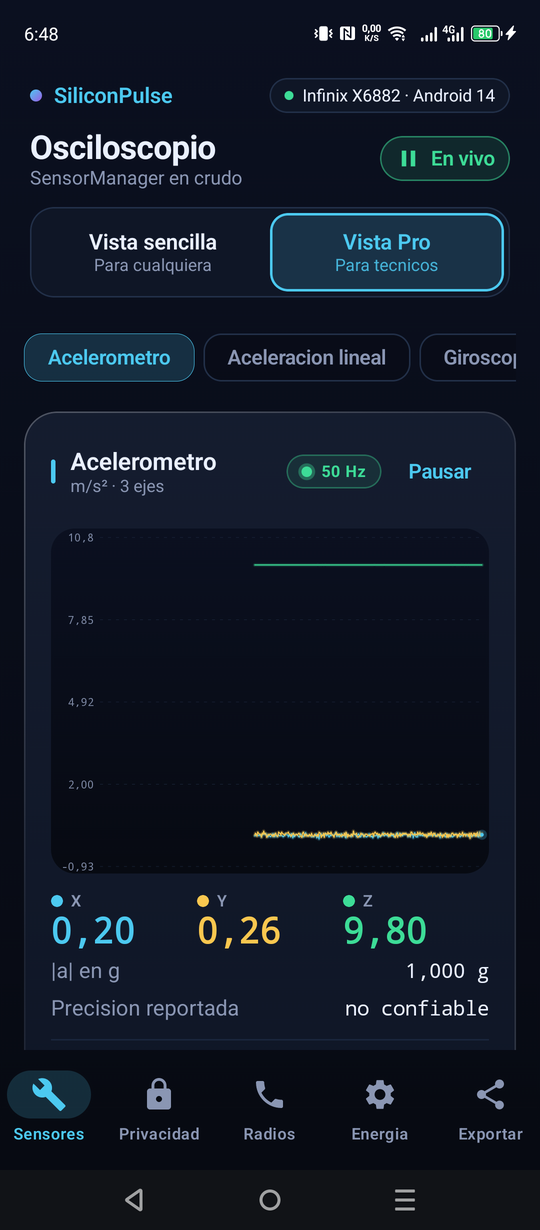 6:48
0,00
K/S
4G
80
SiliconPulse
Infinix X6882 · Android 14
Osciloscopio
SensorManager en crudo
En vivo
Vista sencilla
Para cualquiera
Vista Pro
Para tecnicos
Acelerometro
Aceleracion lineal
Girosco
Acelerometro
m/s² · 3 ejes
50 Hz
Pausar
10,8
7,85
4,92
2,00
-0,93
X
Y
Z
0,20
0,26
9,80
|a| en g
1,000 g
Precision reportada
no confiable
Sensores
Privacidad
Radios
Energia
Exportar